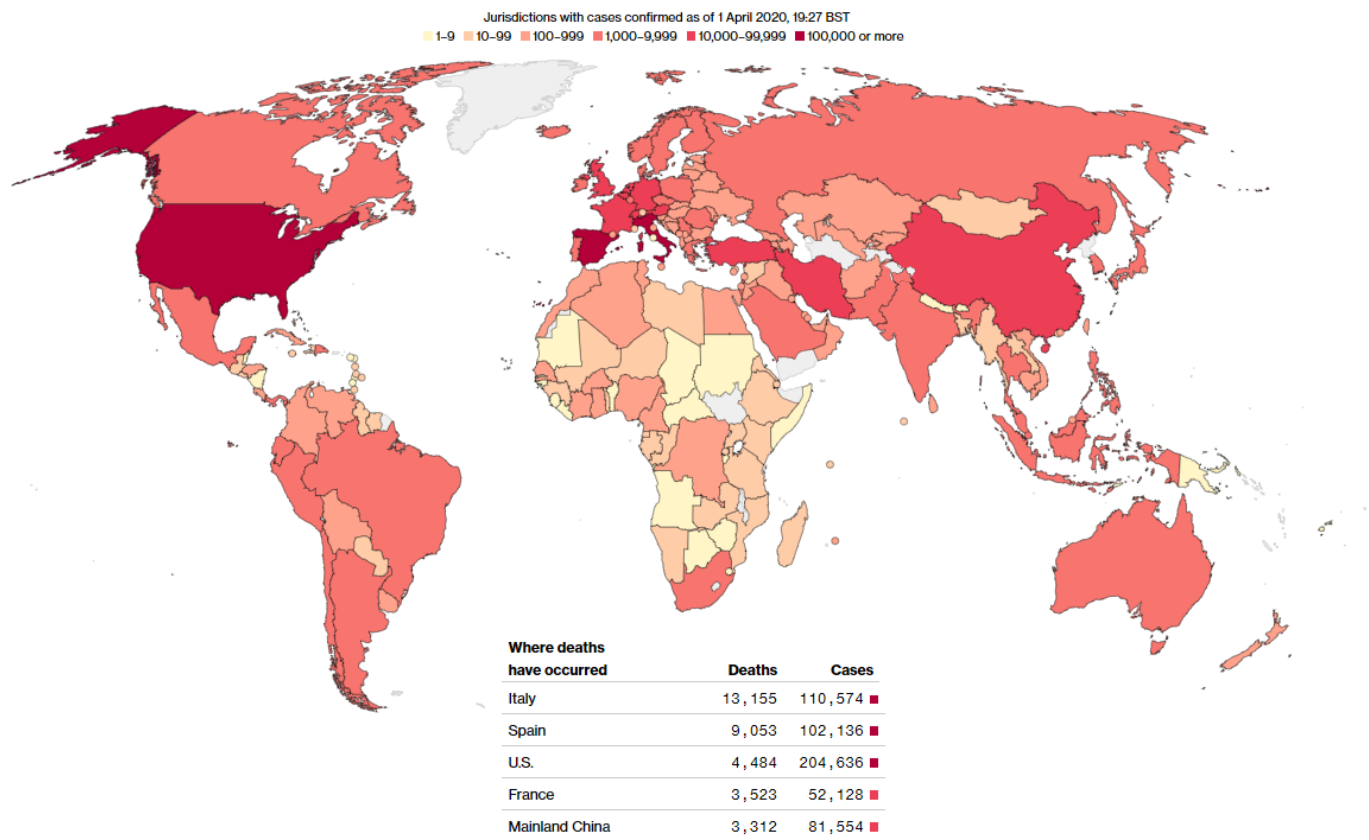 Jurisdictions with cases confirmed as of 1 April 2020, 19:27 BST
1–9 10–99 100–999 1,000–9,999 10,000–99,999 100,000 or more
Where deaths
have occurred Deaths Cases
Italy 13,155 110,574
Spain 9,053 102,136
U.S. 4,484 204,636
France 3,523 52,128
Mainland China 3,312 81,554